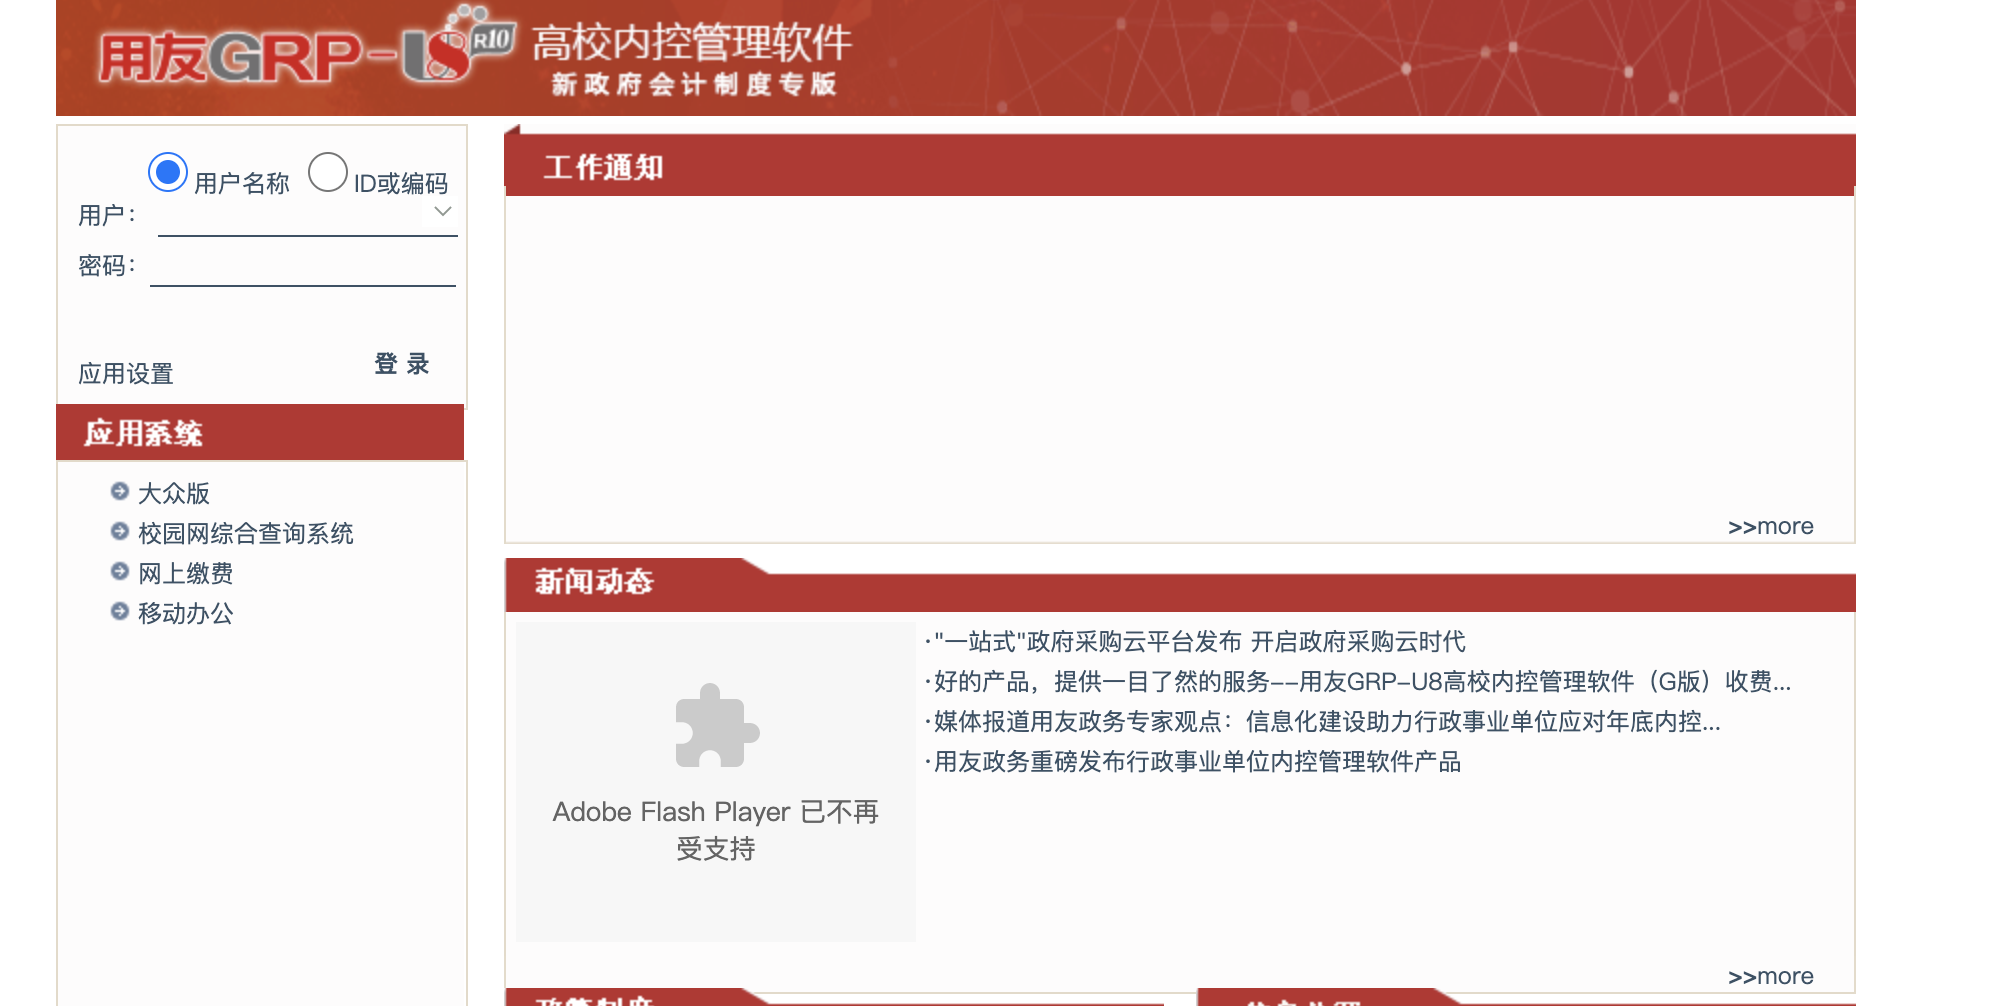 用友GRP-U8 R10 高校内控管理软件
新政府会计制度专版
用户名称 ID或编码
用户：
密码：
应用设置 登 录
应用系统
大众版
校园网综合查询系统
网上缴费
移动办公
工作通知
>>more
新闻动态
Adobe Flash Player 已不再
受支持
·"一站式"政府采购云平台发布 开启政府采购云时代
·好的产品，提供一目了然的服务--用友GRP-U8高校内控管理软件（G版）收费...
·媒体报道用友政务专家观点：信息化建设助力行政事业单位应对年底内控...
·用友政务重磅发布行政事业单位内控管理软件产品
>>more
政策制度